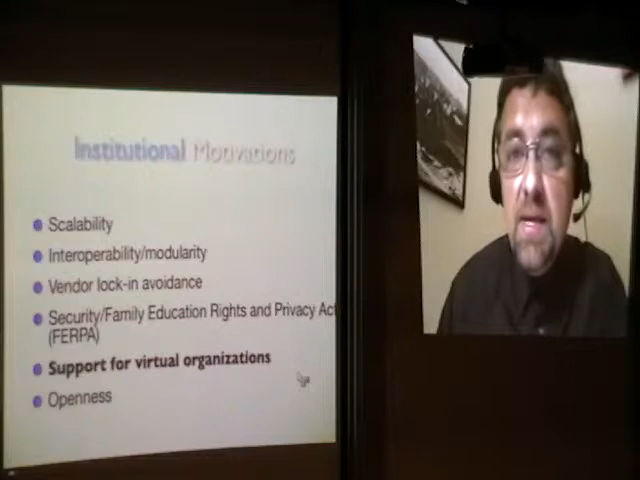 Institutional Motivations
Scalability
Interoperability/modularity
Vendor lock-in avoidance
Security/Family Education Rights and Privacy Act
(FERPA)
Support for virtual organizations
Openness